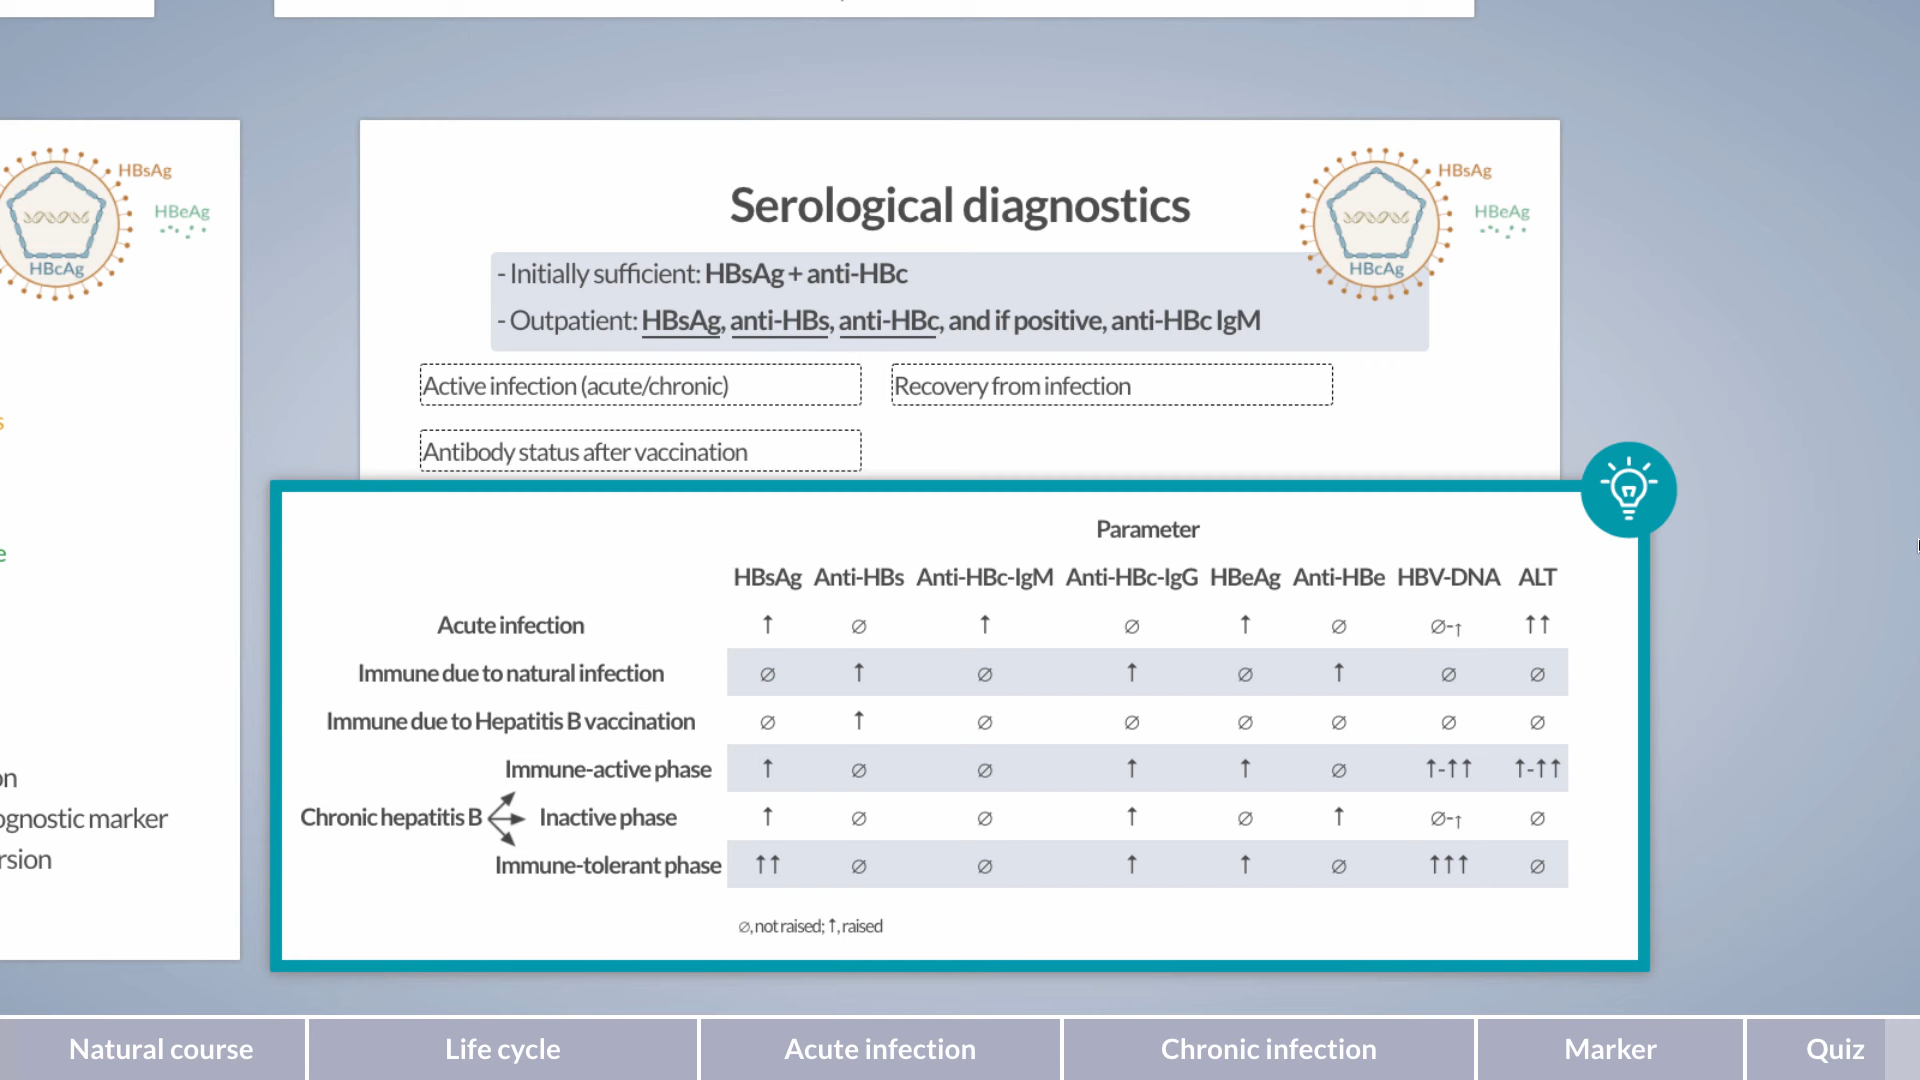 HBsAg
HBeAg
HBcAg
on
ognostic marker
rsion
Serological diagnostics
HBsAg
HBeAg
HBcAg
- Initially sufficient: HBsAg + anti-HBc
- Outpatient: HBsAg, anti-HBs, anti-HBc, and if positive, anti-HBc IgM
Active infection (acute/chronic)
Recovery from infection
Antibody status after vaccination
Parameter
HBsAg Anti-HBs Anti-HBc-IgM Anti-HBc-IgG HBeAg Anti-HBe HBV-DNA ALT
Acute infection ↑ ∅ ↑ ∅ ↑ ∅ ∅-↑ ↑↑
Immune due to natural infection ∅ ↑ ∅ ↑ ∅ ↑ ∅ ∅
Immune due to Hepatitis B vaccination ∅ ↑ ∅ ∅ ∅ ∅ ∅ ∅
Immune-active phase ↑ ∅ ∅ ↑ ↑ ∅ ↑-↑↑ ↑-↑↑
Chronic hepatitis B Inactive phase ↑ ∅ ∅ ↑ ∅ ↑ ∅-↑ ∅
Immune-tolerant phase ↑↑ ∅ ∅ ↑ ↑ ∅ ↑↑↑ ∅
∅, not raised; ↑, raised
Natural course
Life cycle
Acute infection
Chronic infection
Marker
Quiz